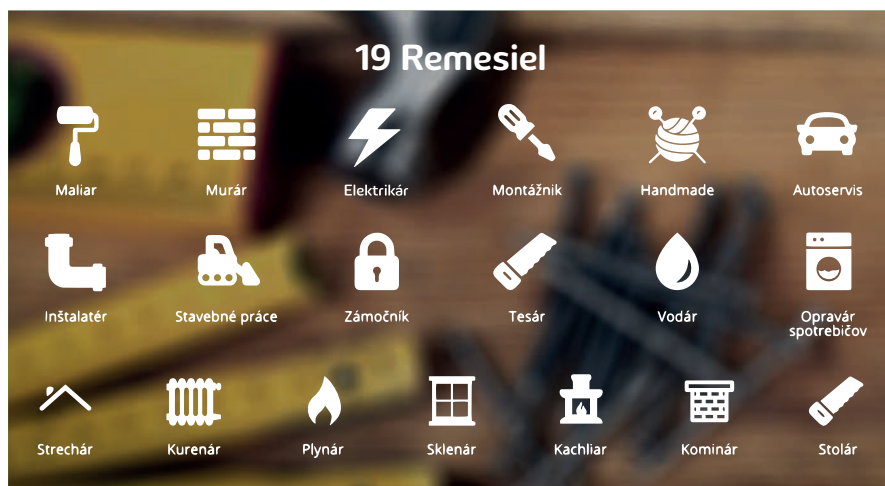 19 Remesiel
Maliar
Murár
Elektrikár
Montážnik
Handmade
Autoservis
Inštalatér
Stavebné práce
Zámočník
Tesár
Vodár
Opravár
spotrebičov
Strechár
Kurenár
Plynár
Sklenár
Kachliar
Kominár
Stolár